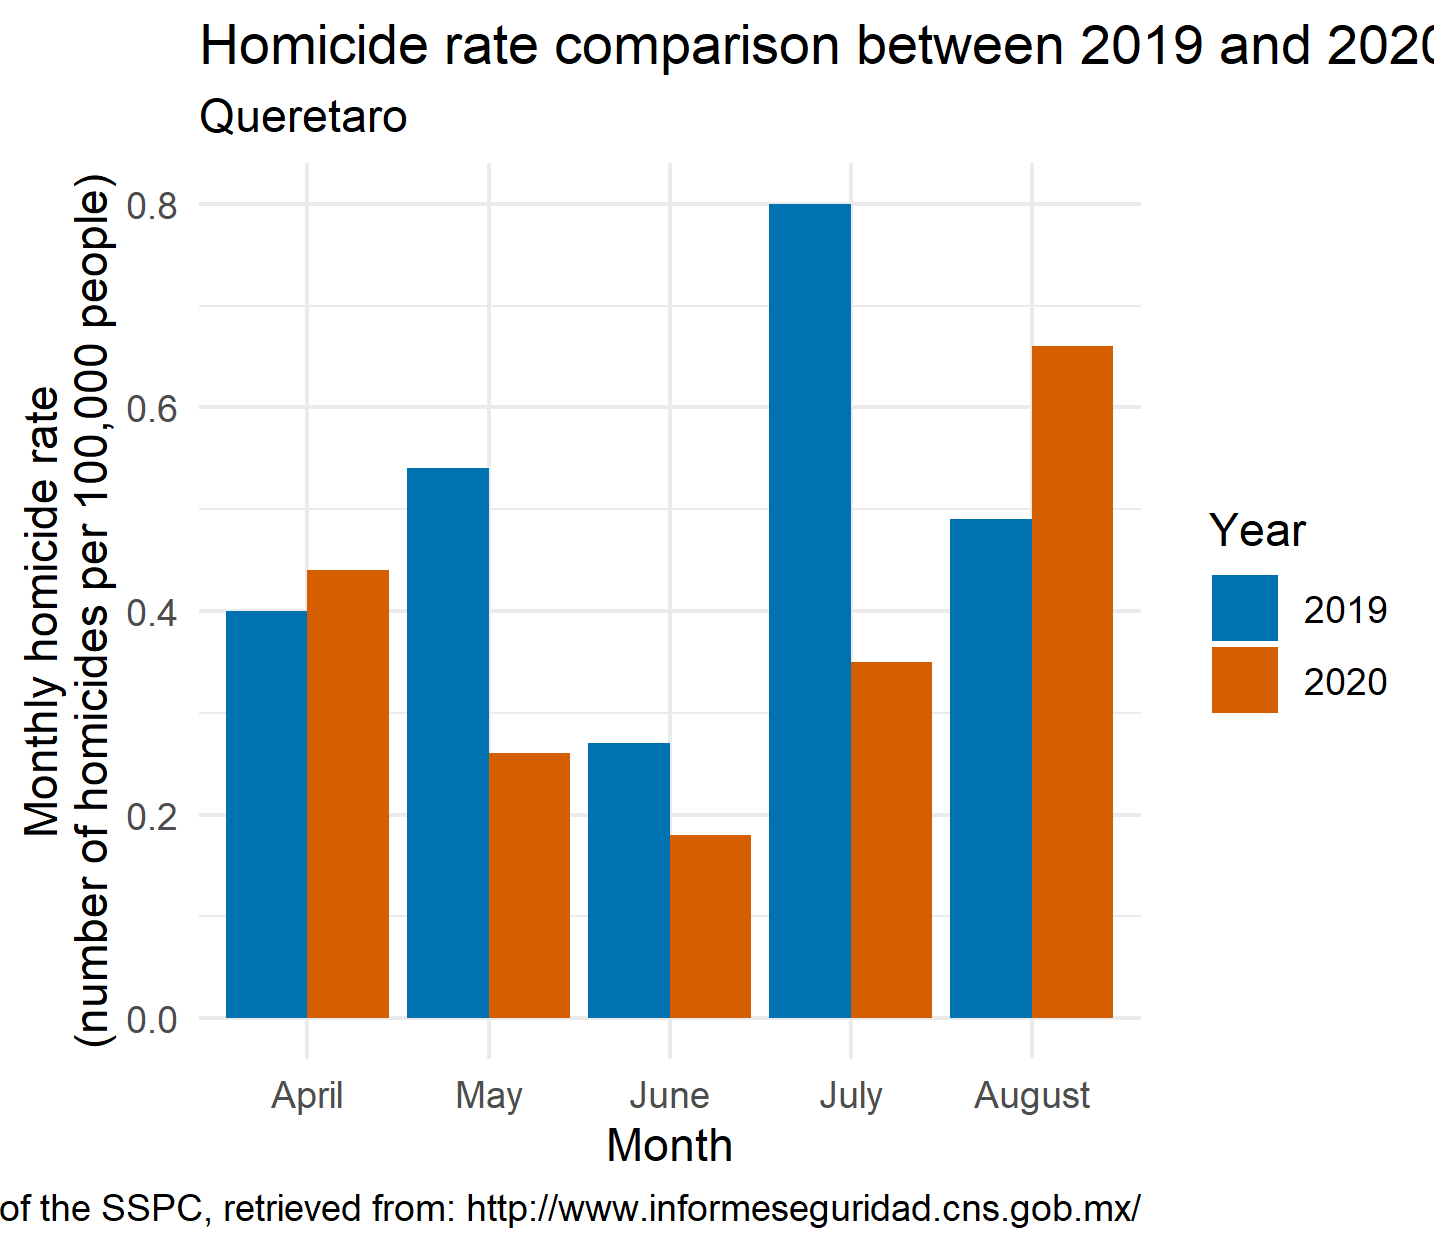 Homicide rate comparison between 2019 and 2020
Queretaro
Monthly homicide rate
(number of homicides per 100,000 people)
0.8
0.6
0.4
0.2
0.0
April May June July August
Month
Year
2019
2020
of the SSPC, retrieved from: http://www.informeseguridad.cns.gob.mx/